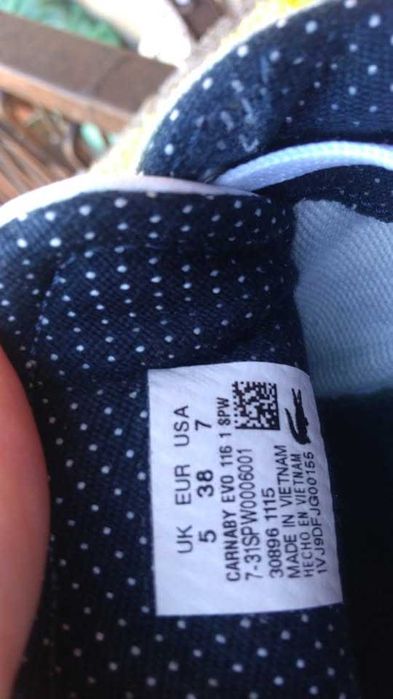 UK EUR USA
5 38 7
CARNABY EVO 116 1 SPW
7-31SPW0006001
30896 1115
MADE IN VIETNAM
HECHO EN VIETNAM
1VJ9DFJG00155